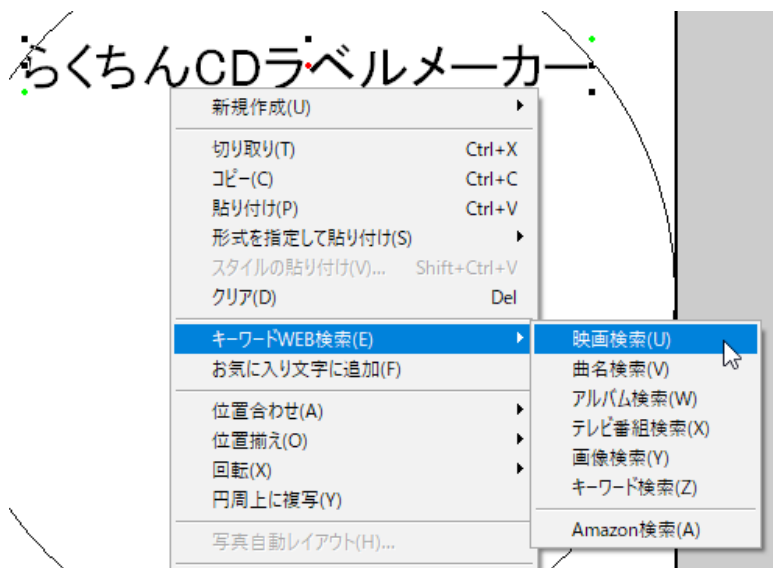 らくちんCDラベルメーカー
新規作成(U)
切り取り(T) Ctrl+X
コピー(C) Ctrl+C
貼り付け(P) Ctrl+V
形式を指定して貼り付け(S)
スタイルの貼り付け(V)... Shift+Ctrl+V
クリア(D) Del
キーワードWEB検索(E)
お気に入り文字に追加(F)
位置合わせ(A)
位置揃え(O)
回転(X)
円周上に複写(Y)
写真自動レイアウト(H)...
映画検索(U)
曲名検索(V)
アルバム検索(W)
テレビ番組検索(X)
画像検索(Y)
キーワード検索(Z)
Amazon検索(A)